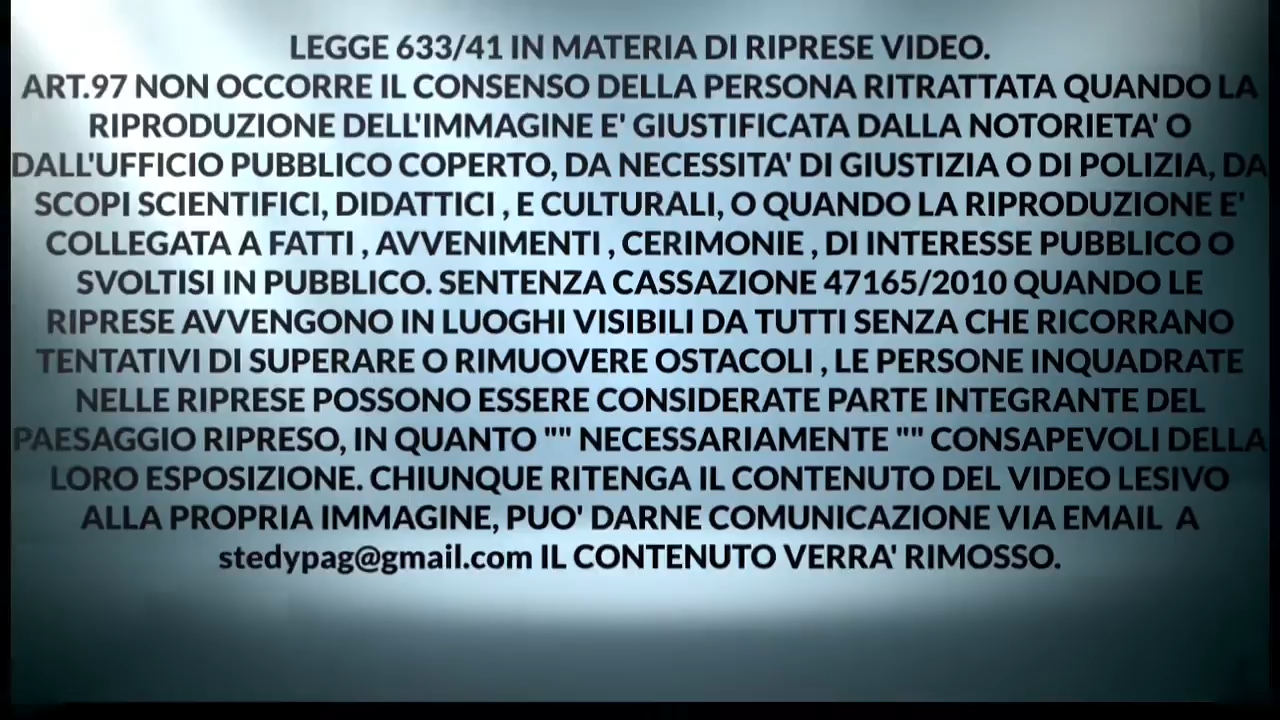 LEGGE 633/41 IN MATERIA DI RIPRESE VIDEO.
ART.97 NON OCCORRE IL CONSENSO DELLA PERSONA RITRATTATA QUANDO LA
RIPRODUZIONE DELL'IMMAGINE E' GIUSTIFICATA DALLA NOTORIETA' O
DALL'UFFICIO PUBBLICO COPERTO, DA NECESSITA' DI GIUSTIZIA O DI POLIZIA, DA
SCOPI SCIENTIFICI, DIDATTICI , E CULTURALI, O QUANDO LA RIPRODUZIONE E'
COLLEGATA A FATTI , AVVENIMENTI , CERIMONIE , DI INTERESSE PUBBLICO O
SVOLTISI IN PUBBLICO. SENTENZA CASSAZIONE 47165/2010 QUANDO LE
RIPRESE AVVENGONO IN LUOGHI VISIBILI DA TUTTI SENZA CHE RICORRANO
TENTATIVI DI SUPERARE O RIMUOVERE OSTACOLI , LE PERSONE INQUADRATE
NELLE RIPRESE POSSONO ESSERE CONSIDERATE PARTE INTEGRANTE DEL
PAESAGGIO RIPRESO, IN QUANTO "" NECESSARIAMENTE "" CONSAPEVOLI DELLA
LORO ESPOSIZIONE. CHIUNQUE RITENGA IL CONTENUTO DEL VIDEO LESIVO
ALLA PROPRIA IMMAGINE, PUO' DARNE COMUNICAZIONE VIA EMAIL  A
stedypag@gmail.com IL CONTENUTO VERRA' RIMOSSO.